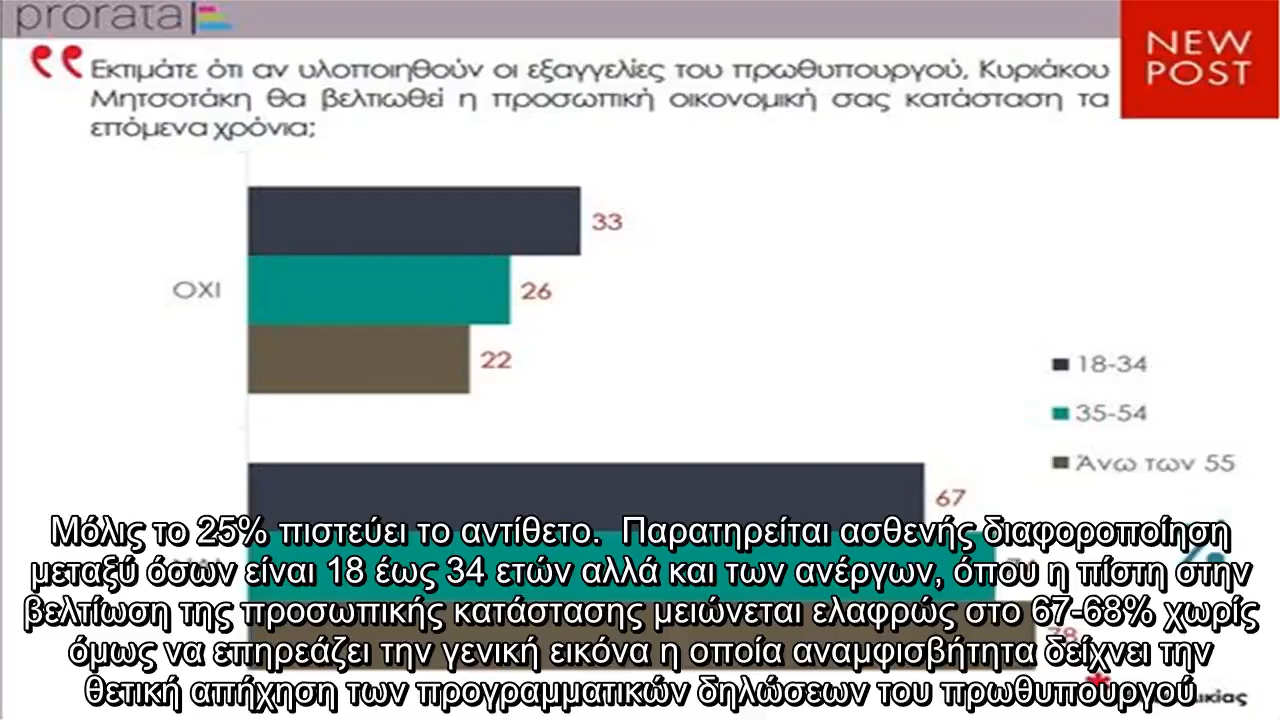 prorata
NEW
POST
Εκτιμάτε ότι αν υλοποιηθούν οι εξαγγελίες του πρωθυπουργού, Κυριάκου
Μητσοτάκη θα βελτιωθεί η προσωπική οικονομική σας κατάσταση τα
επόμενα χρόνια;
33
ΟΧΙ
26
22
18-34
35-54
Άνω των 55
67
Μόλις το 25% πιστεύει το αντίθετο. Παρατηρείται ασθενής διαφοροποίηση
μεταξύ όσων είναι 18 έως 34 ετών αλλά και των ανέργων, όπου η πίστη στην
βελτίωση της προσωπικής κατάστασης μειώνεται ελαφρώς στο 67-68% χωρίς
όμως να επηρεάζει την γενική εικόνα η οποία αναμφισβήτητα δείχνει την
θετική απήχηση των προγραμματικών δηλώσεων του πρωθυπουργού